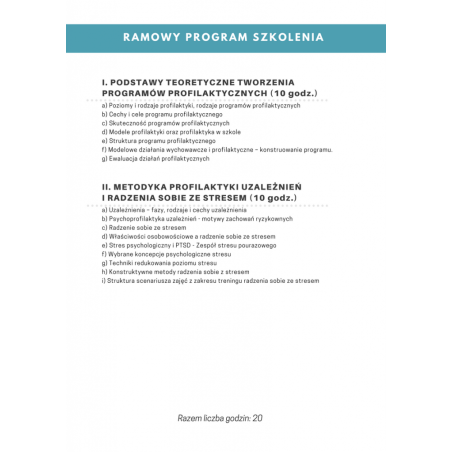 RAMOWY PROGRAM SZKOLENIA
I. PODSTAWY TEORETYCZNE TWORZENIA
PROGRAMÓW PROFILAKTYCZNYCH (10 godz.)
a) Poziomy i rodzaje profilaktyki, rodzaje programów profilaktycznych
b) Cechy i cele programu profilaktycznego
c) Skuteczność programów profilaktycznych
d) Modele profilaktyki oraz profilaktyka w szkole
e) Struktura programu profilaktycznego
f) Modelowe działania wychowawcze i profilaktyczne – konstruowanie programu.
g) Ewaluacja działań profilaktycznych
II. METODYKA PROFILAKTYKI UZALEŻNIEŃ
I RADZENIA SOBIE ZE STRESEM (10 godz.)
a) Uzależnienia – fazy, rodzaje i cechy uzależnienia
b) Psychoprofilaktyka uzależnień - motywy zachowań ryzykownych
c) Radzenie sobie ze stresem
d) Właściwości osobowościowe a radzenie sobie ze stresem
e) Stres psychologiczny i PTSD - Zespół stresu pourazowego
f) Wybrane koncepcje psychologiczne stresu
g) Techniki redukowania poziomu stresu
h) Konstruktywne metody radzenia sobie z stresem
i) Struktura scenariusza zajęć z zakresu treningu radzenia sobie ze stresem
Razem liczba godzin: 20